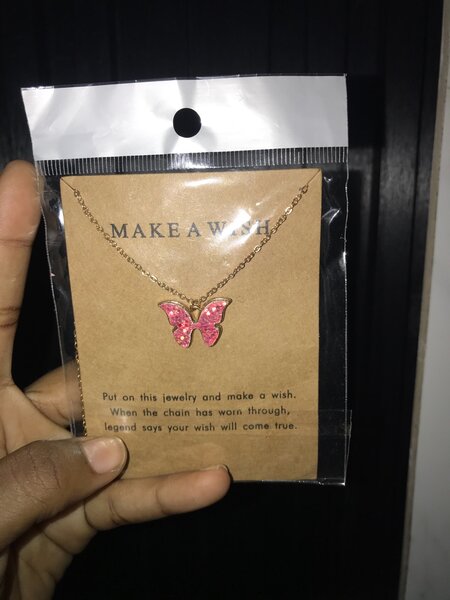 MAKE A WISH
Put on this jewelry and make a wish.
When the chain has worn through,
legend says your wish will come true.